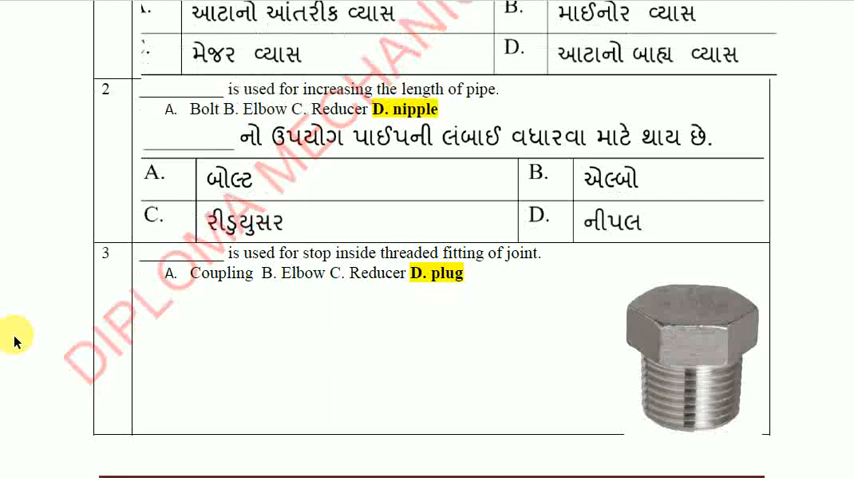 આટાનો આંતરીક વ્યાસ B. માઈનોર વ્યાસ
મેજર વ્યાસ D. આટાનો બાહ્ય વ્યાસ
2 __________ is used for increasing the length of pipe.
A. Bolt B. Elbow C. Reducer D. nipple
__________ નો ઉપયોગ પાઈપની લંબાઈ વધારવા માટે થાય છે.
A. બોલ્ટ B. એલ્બો
C. રીડ્યુસર D. નીપલ
3 __________ is used for stop inside threaded fitting of joint.
A. Coupling B. Elbow C. Reducer D. plug
DIPLOMA MECHANIC